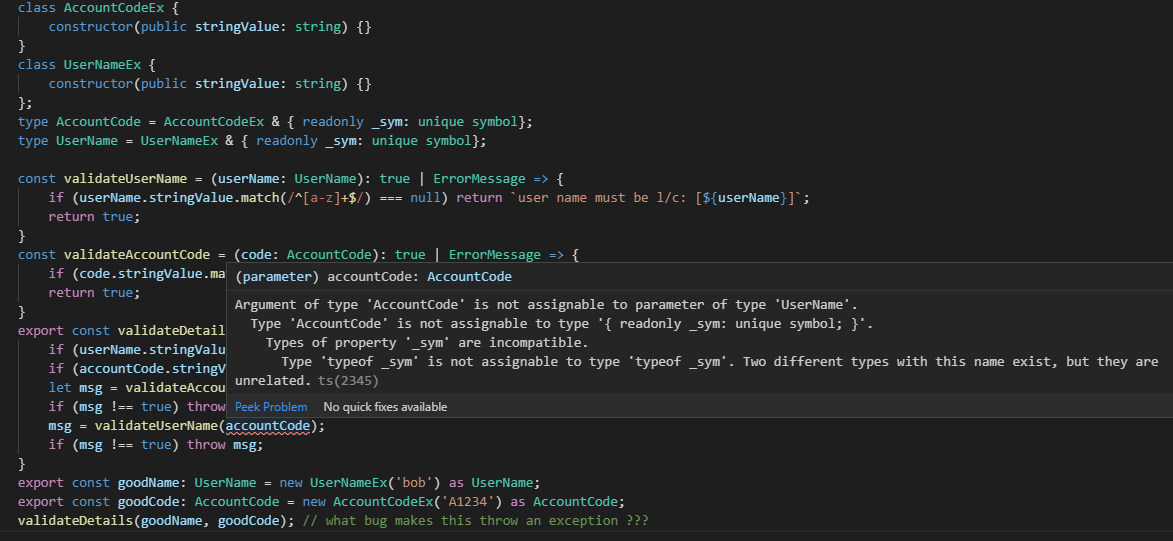 class AccountCodeEx {
    constructor(public stringValue: string) {}
}
class UserNameEx {
    constructor(public stringValue: string) {}
};
type AccountCode = AccountCodeEx & { readonly _sym: unique symbol};
type UserName = UserNameEx & { readonly _sym: unique symbol};
const validateUserName = (userName: UserName): true | ErrorMessage => {
    if (userName.stringValue.match(/^[a-z]+$/) === null) return `user name must be l/c: [${userName}]`;
    return true;
}
const validateAccountCode = (code: AccountCode): true | ErrorMessage => {
    if (code.stringValue.ma
    return true;
}
export const validateDetail
    if (userName.stringValu
    if (accountCode.stringV
    let msg = validateAccou
    if (msg !== true) throw
    msg = validateUserName(accountCode);
    if (msg !== true) throw msg;
}
export const goodName: UserName = new UserNameEx('bob') as UserName;
export const goodCode: AccountCode = new AccountCodeEx('A1234') as AccountCode;
validateDetails(goodName, goodCode); // what bug makes this throw an exception ???
(parameter) accountCode: AccountCode
Argument of type 'AccountCode' is not assignable to parameter of type 'UserName'.
  Type 'AccountCode' is not assignable to type '{ readonly _sym: unique symbol; }'.
    Types of property '_sym' are incompatible.
      Type 'typeof _sym' is not assignable to type 'typeof _sym'. Two different types with this name exist, but they are
unrelated. ts(2345)
Peek Problem No quick fixes available